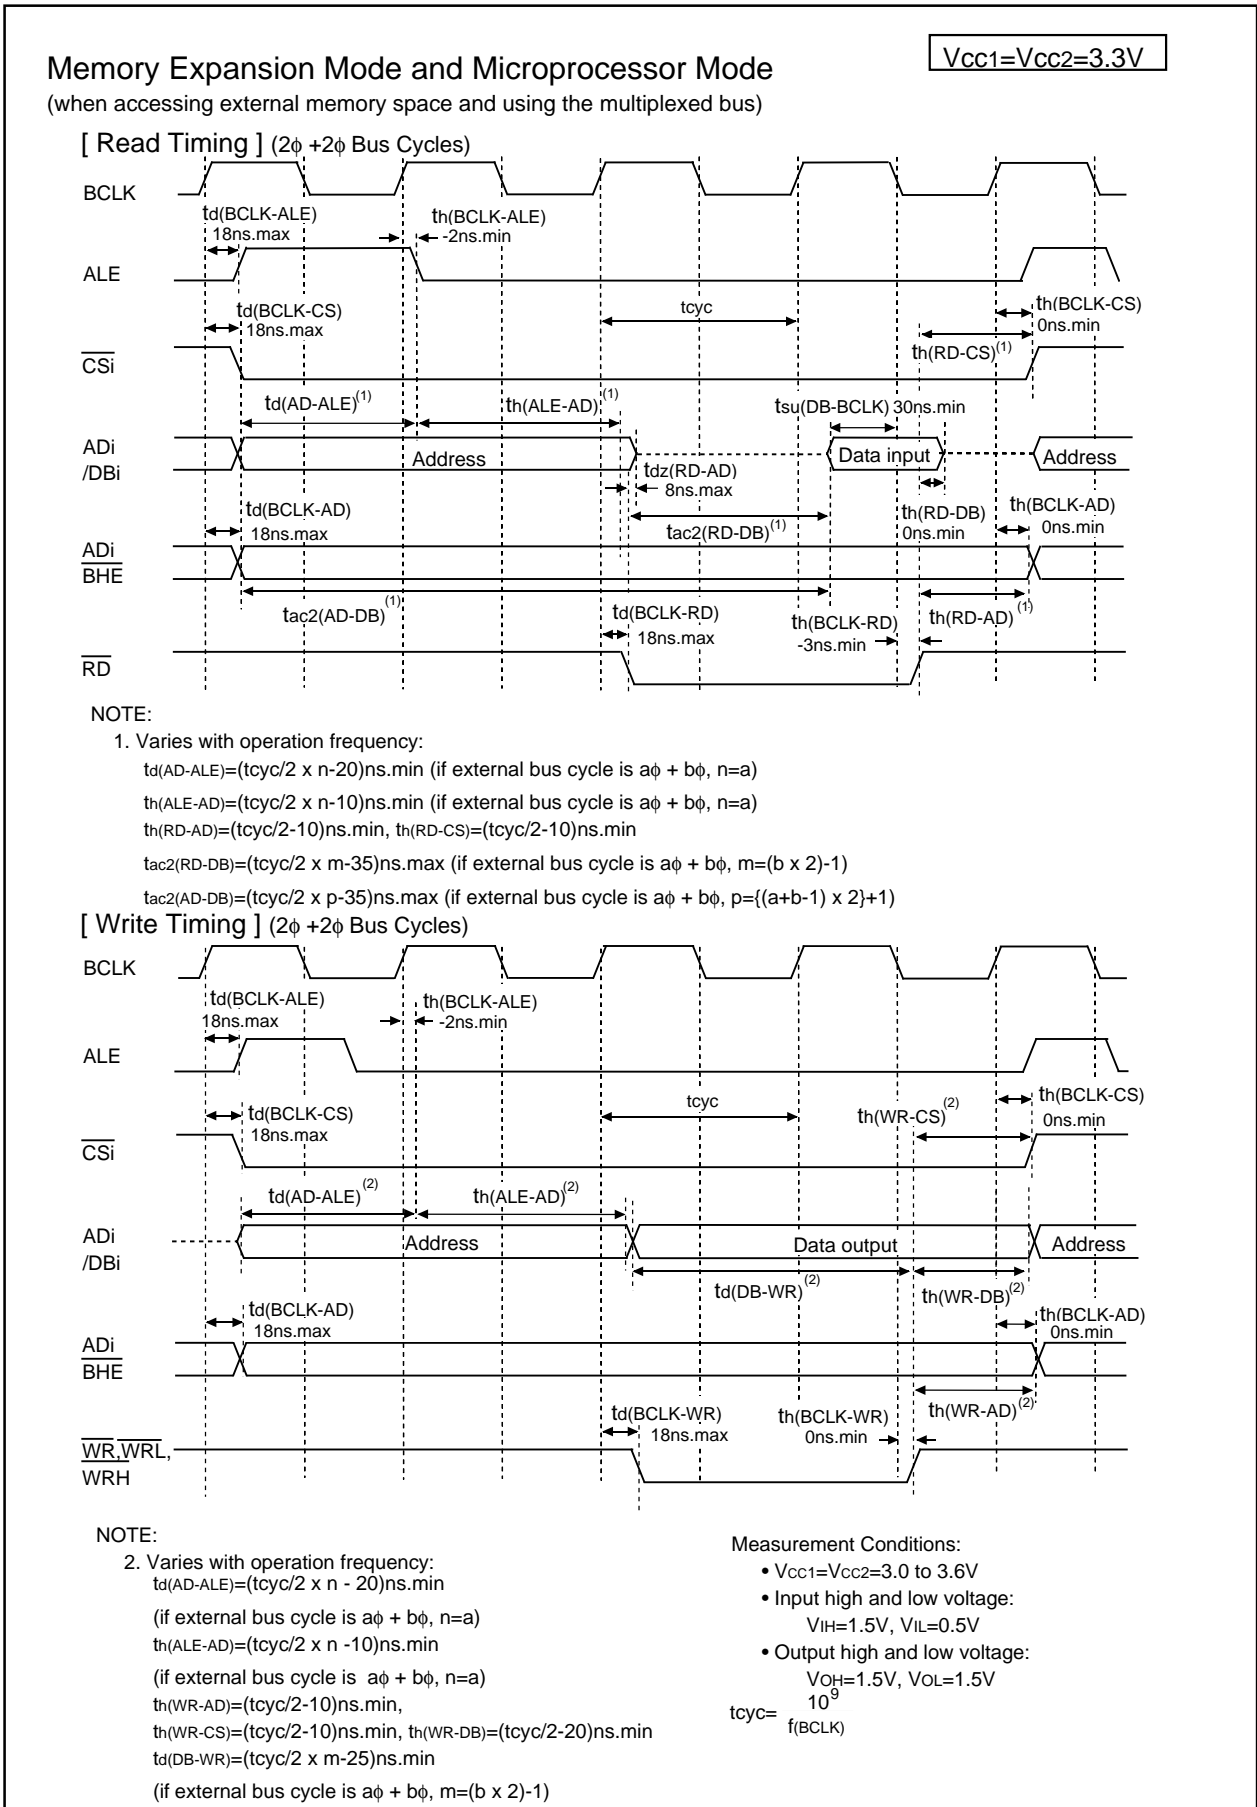 Vcc1=Vcc2=3.3V
Memory Expansion Mode and Microprocessor Mode
(when accessing external memory space and using the multiplexed bus)
[ Read Timing ] (2ϕ +2ϕ Bus Cycles)
BCLK
td(BCLK-ALE)
18ns.max
th(BCLK-ALE)
-2ns.min
ALE
td(BCLK-CS)
18ns.max
tcyc
th(BCLK-CS)
0ns.min
th(RD-CS)(1)
CSi
td(AD-ALE)(1)
th(ALE-AD)(1)
tsu(DB-BCLK) 30ns.min
ADi
/DBi
Address
Data input
Address
tdz(RD-AD)
8ns.max
td(BCLK-AD)
18ns.max
tac2(RD-DB)(1)
th(RD-DB)
0ns.min
th(BCLK-AD)
0ns.min
ADi
BHE
tac2(AD-DB)(1)
td(BCLK-RD)
18ns.max
th(BCLK-RD)
-3ns.min
th(RD-AD)(1)
RD
NOTE:
1. Varies with operation frequency:
td(AD-ALE)=(tcyc/2 x n-20)ns.min (if external bus cycle is aϕ + bϕ, n=a)
th(ALE-AD)=(tcyc/2 x n-10)ns.min (if external bus cycle is aϕ + bϕ, n=a)
th(RD-AD)=(tcyc/2-10)ns.min, th(RD-CS)=(tcyc/2-10)ns.min
tac2(RD-DB)=(tcyc/2 x m-35)ns.max (if external bus cycle is aϕ + bϕ, m=(b x 2)-1)
tac2(AD-DB)=(tcyc/2 x p-35)ns.max (if external bus cycle is aϕ + bϕ, p={(a+b-1) x 2}+1)
[ Write Timing ] (2ϕ +2ϕ Bus Cycles)
BCLK
td(BCLK-ALE)
18ns.max
th(BCLK-ALE)
-2ns.min
ALE
td(BCLK-CS)
18ns.max
tcyc
th(WR-CS)(2)
th(BCLK-CS)
0ns.min
CSi
td(AD-ALE)(2)
th(ALE-AD)(2)
ADi
/DBi
Address
Data output
Address
td(DB-WR)(2)
th(WR-DB)(2)
td(BCLK-AD)
18ns.max
th(BCLK-AD)
0ns.min
ADi
BHE
th(WR-AD)(2)
td(BCLK-WR)
18ns.max
th(BCLK-WR)
0ns.min
WR,WRL,
WRH
NOTE:
2. Varies with operation frequency:
td(AD-ALE)=(tcyc/2 x n - 20)ns.min
(if external bus cycle is aϕ + bϕ, n=a)
th(ALE-AD)=(tcyc/2 x n -10)ns.min
(if external bus cycle is aϕ + bϕ, n=a)
th(WR-AD)=(tcyc/2-10)ns.min,
th(WR-CS)=(tcyc/2-10)ns.min, th(WR-DB)=(tcyc/2-20)ns.min
td(DB-WR)=(tcyc/2 x m-25)ns.min
(if external bus cycle is aϕ + bϕ, m=(b x 2)-1)
Measurement Conditions:
• VCC1=VCC2=3.0 to 3.6V
• Input high and low voltage:
VIH=1.5V, VIL=0.5V
• Output high and low voltage:
VOH=1.5V, VOL=1.5V
10^9
tcyc=
f(BCLK)